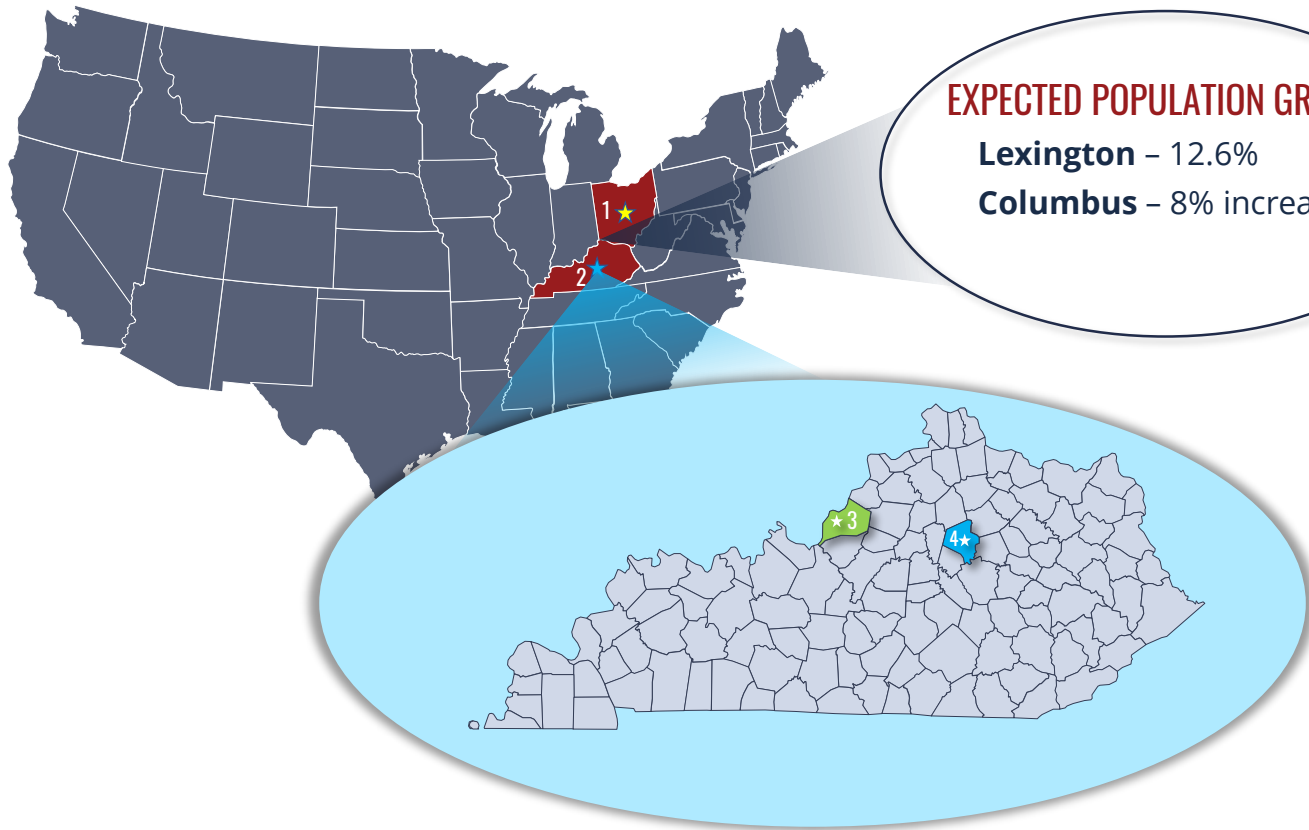 EXPECTED POPULATION GR
Lexington – 12.6%
Columbus – 8% increa
1
2
3
4